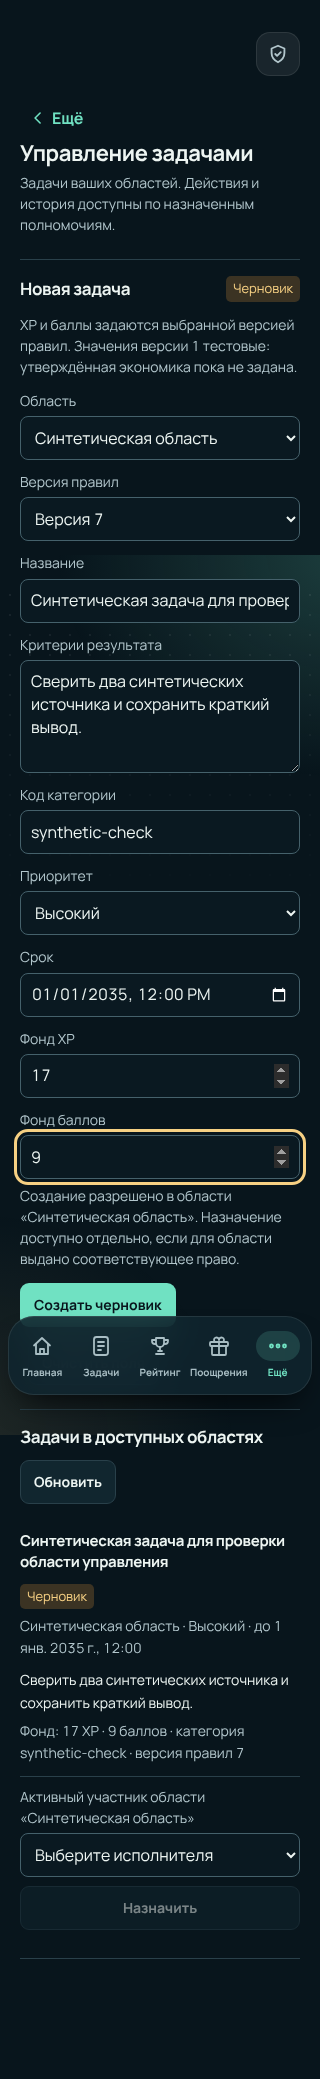 Ещё
Управление задачами
Задачи ваших областей. Действия и
история доступны по назначенным
полномочиям.
Новая задача
Черновик
XP и баллы задаются выбранной версией
правил. Значения версии 1 тестовые:
утверждённая экономика пока не задана.
Область
Синтетическая область
Версия правил
Версия 7
Название
Синтетическая задача для провер
Критерии результата
Сверить два синтетических
источника и сохранить краткий
вывод.
Код категории
synthetic-check
Приоритет
Высокий
Срок
01/01/2035, 12:00 PM
Фонд XP
17
Фонд баллов
9
Создание разрешено в области
«Синтетическая область». Назначение
доступно отдельно, если для области
выдано соответствующее право.
Создать черновик
Главная
Задачи
Рейтинг
Поощрения
Ещё
Задачи в доступных областях
Обновить
Синтетическая задача для проверки
области управления
Черновик
Синтетическая область · Высокий · до 1
янв. 2035 г., 12:00
Сверить два синтетических источника и
сохранить краткий вывод.
Фонд: 17 XP · 9 баллов · категория
synthetic-check · версия правил 7
Активный участник области
«Синтетическая область»
Выберите исполнителя
Назначить